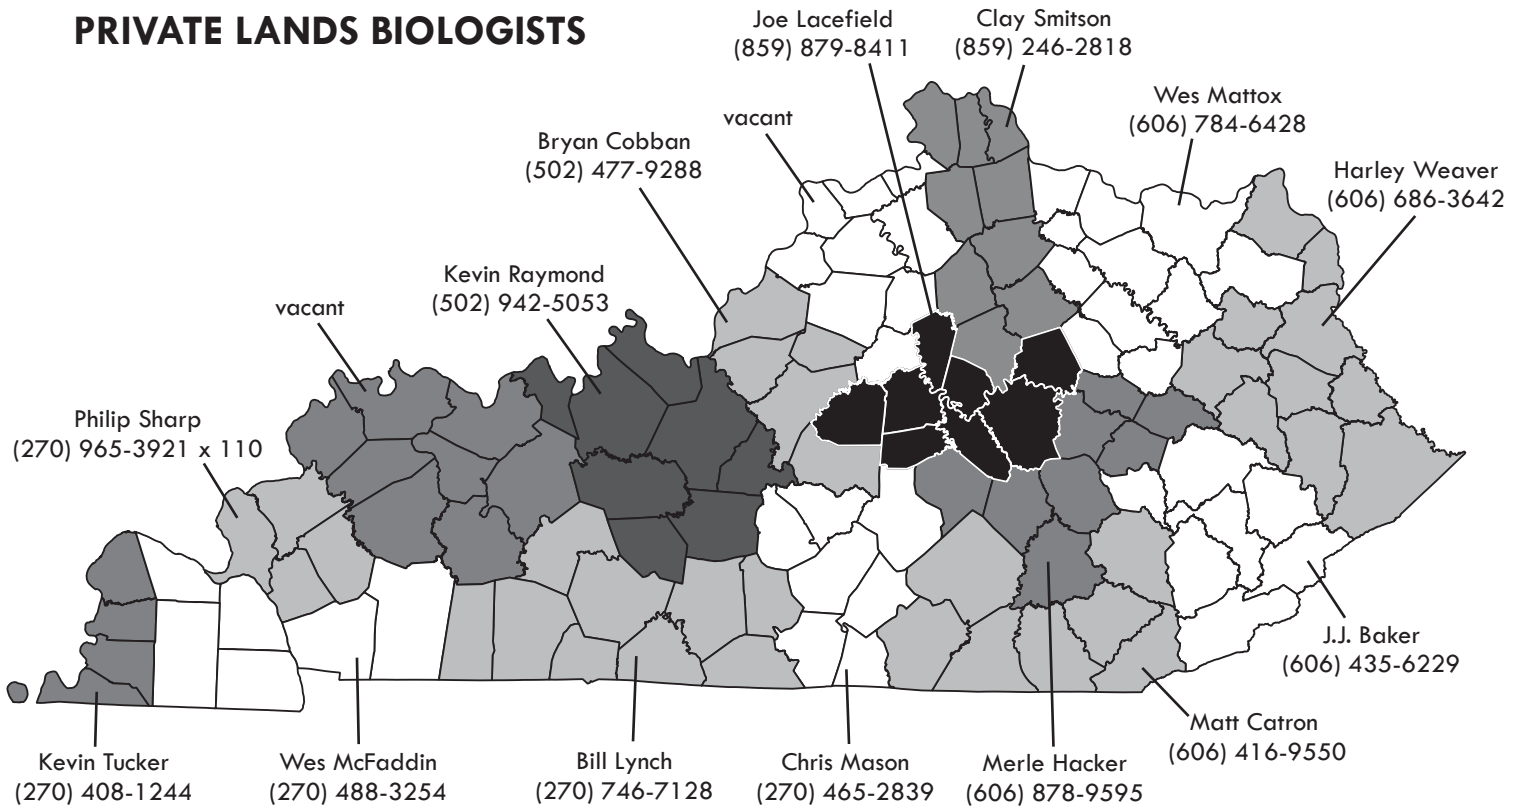 PRIVATE LANDS BIOLOGISTS
Joe Lacefield
(859) 879-8411
Clay Smitson
(859) 246-2818
vacant
Wes Mattox
(606) 784-6428
Bryan Cobban
(502) 477-9288
Harley Weaver
(606) 686-3642
Kevin Raymond
(502) 942-5053
vacant
Philip Sharp
(270) 965-3921 x 110
J.J. Baker
(606) 435-6229
Matt Catron
(606) 416-9550
Kevin Tucker
(270) 408-1244
Wes McFaddin
(270) 488-3254
Bill Lynch
(270) 746-7128
Chris Mason
(270) 465-2839
Merle Hacker
(606) 878-9595